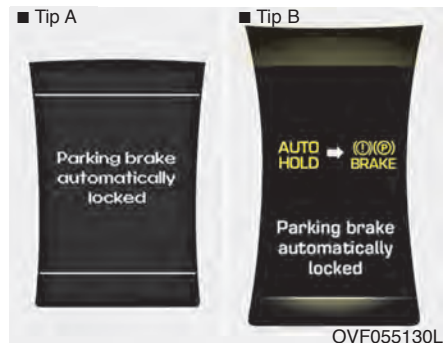 ■ Tip A
Parking brake
automatically
locked
■ Tip B
AUTO HOLD ➡ (!)(P) BRAKE
Parking brake
automatically
locked
OVF055130L